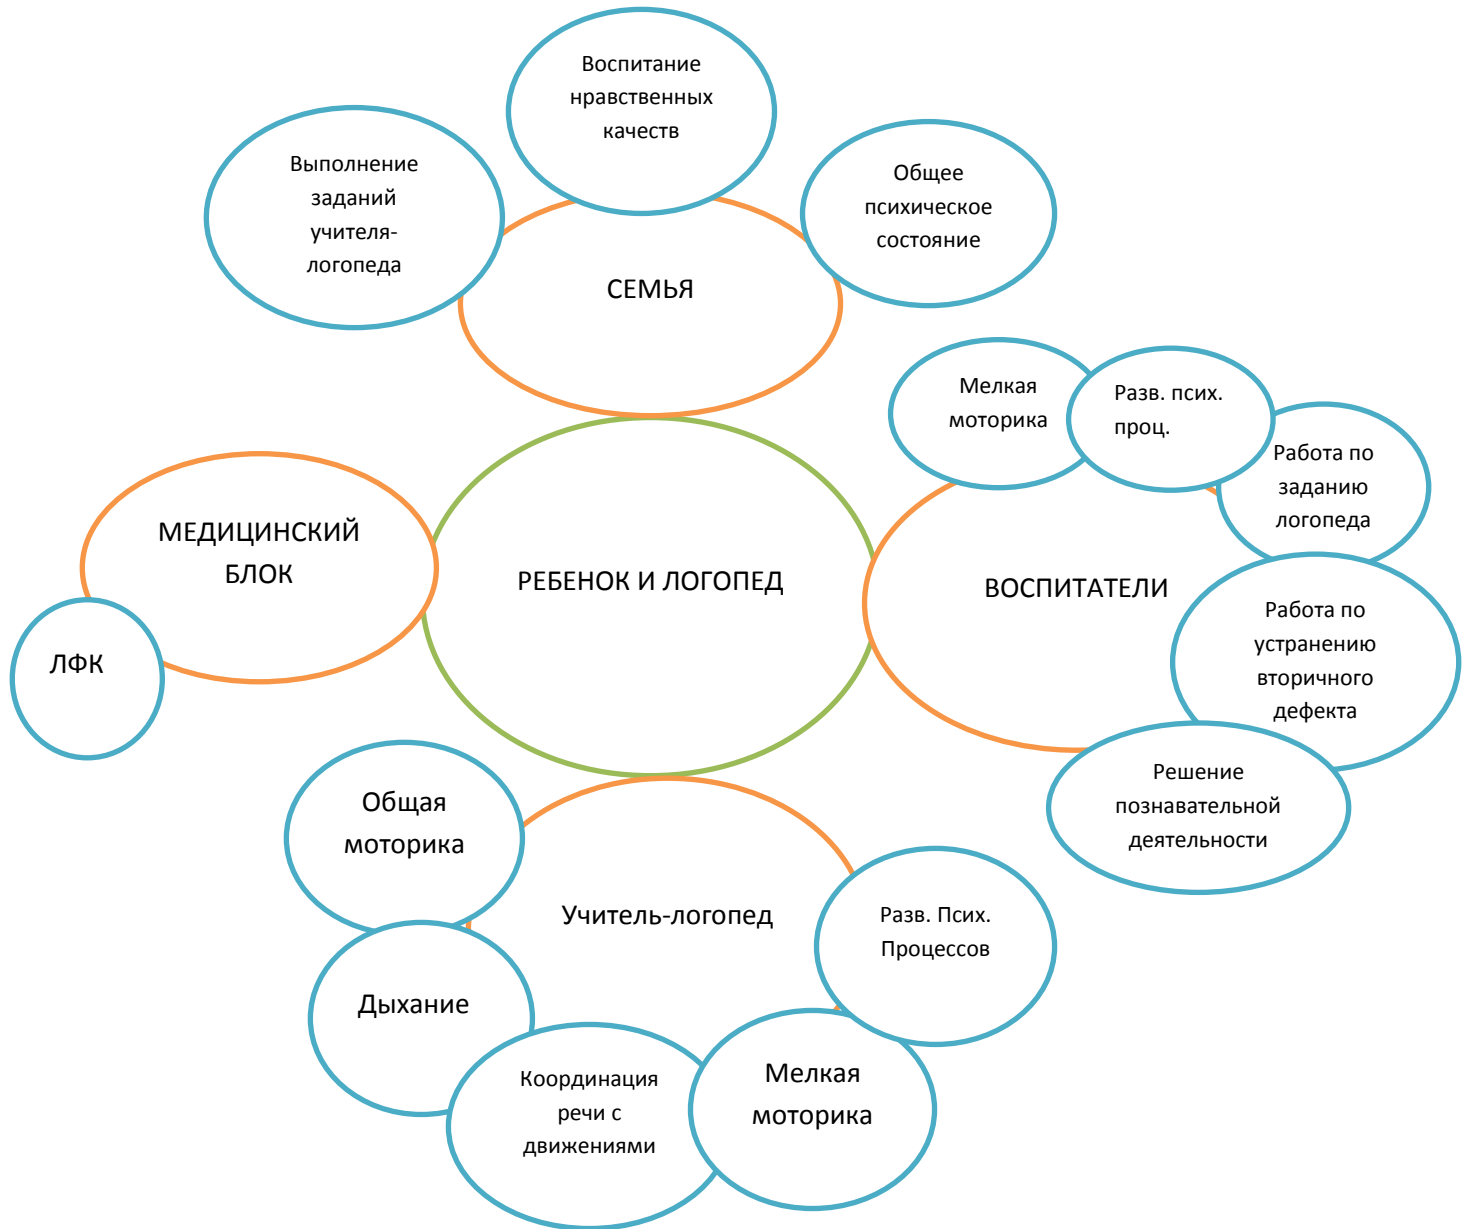 Воспитание
нравственных
качеств
Выполнение
заданий
учителя-
логопеда
Общее
психическое
состояние
СЕМЬЯ
Мелкая
моторика
Разв. псих.
проц.
Работа по
заданию
логопеда
МЕДИЦИНСКИЙ
БЛОК
РЕБЕНОК И ЛОГОПЕД
ВОСПИТАТЕЛИ
Работа по
устранению
вторичного
дефекта
ЛФК
Решение
познавательной
деятельности
Общая
моторика
Учитель-логопед
Разв. Псих.
Процессов
Дыхание
Координация
речи с
движениями
Мелкая
моторика